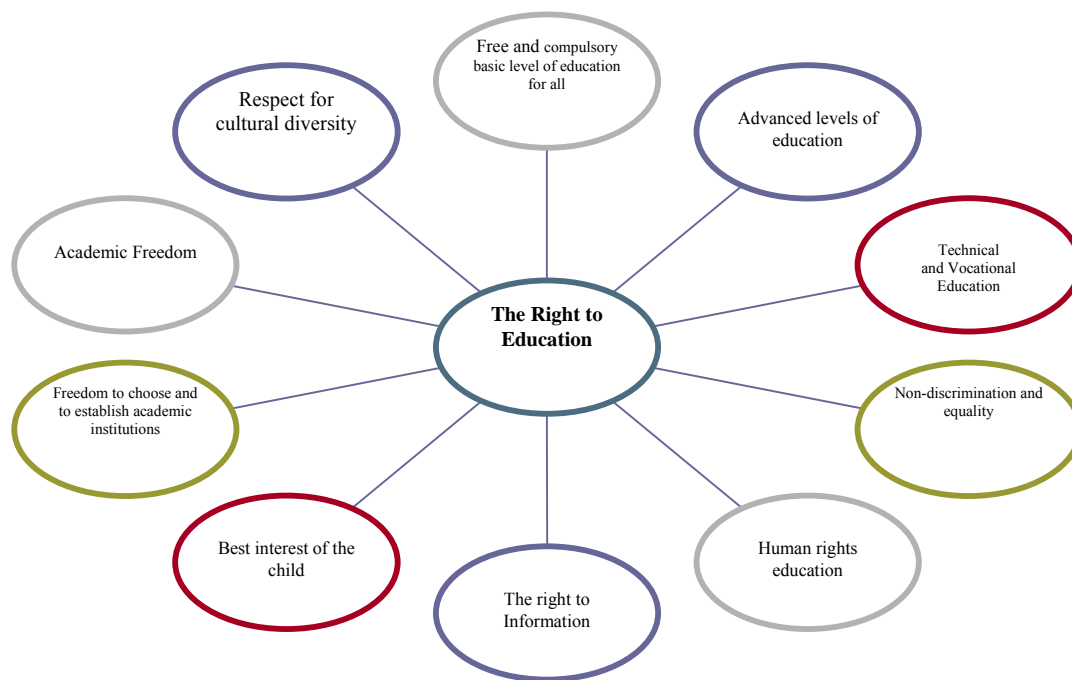 Free and compulsory
basic level of education
for all
Respect for
cultural diversity
Advanced levels of
education
Academic Freedom
Technical
and Vocational
Education
The Right to
Education
Freedom to choose and
to establish academic
institutions
Non-discrimination and
equality
Best interest of the
child
Human rights
education
The right to
Information